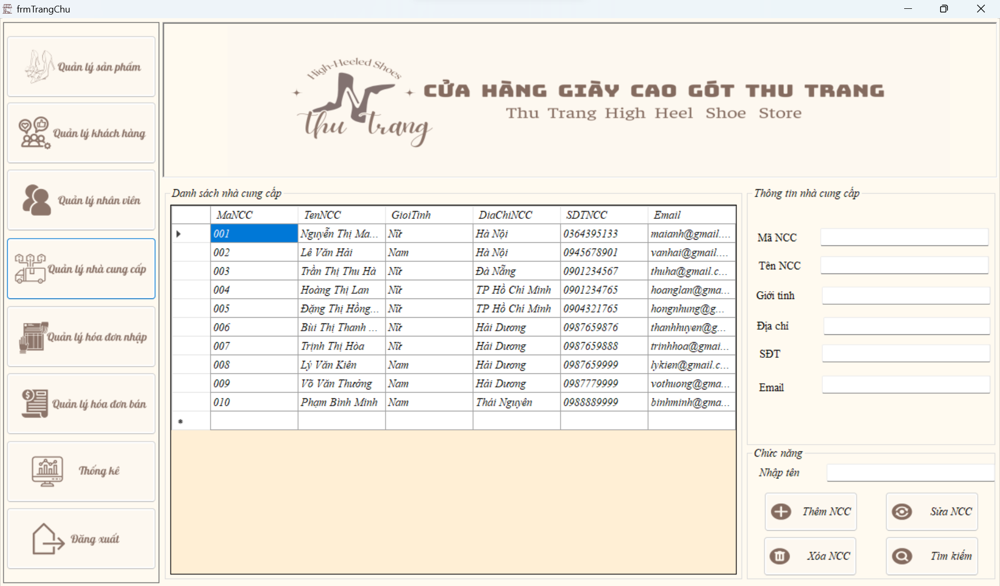 frmTrangChu
Quản lý sản phẩm
Quản lý khách hàng
Quản lý nhân viên
Quản lý nhà cung cấp
Quản lý hóa đơn nhập
Quản lý hóa đơn bán
Thống kê
Đăng xuất
High-Heeled Shoes
thu trang
CỬA HÀNG GIÀY CAO GÓT THU TRANG
Thu Trang High Heel Shoe Store
Danh sách nhà cung cấp
MaNCC TenNCC GioiTinh DiaChiNCC SDTNCC Email
001 Nguyễn Thị Ma... Nữ Hà Nội 0364395133 maianh@gmail....
002 Lê Văn Hải Nam Hà Nội 0945678901 vanhai@gmail....
003 Trần Thị Thu Hà Nữ Đà Nẵng 0901234567 thuha@gmail.c...
004 Hoàng Thị Lan Nữ TP Hồ Chí Minh 0901234765 hoanglan@gma...
005 Đặng Thị Hồng... Nữ TP Hồ Chí Minh 0904321765 hongnhung@g...
006 Bùi Thị Thanh ... Nữ Hải Dương 0987659876 thanhhuyen@g...
007 Trịnh Thị Hòa Nữ Hải Dương 0987659888 trinhhoa@gmai...
008 Lý Văn Kiên Nam Hải Dương 0987659999 lykien@gmail.c...
009 Võ Văn Thưởng Nam Hải Dương 0987779999 vothuong@gma...
010 Phạm Bình Minh Nam Thái Nguyên 0988889999 binhminh@gma...
Thông tin nhà cung cấp
Mã NCC
Tên NCC
Giới tính
Địa chỉ
SĐT
Email
Chức năng
Nhập tên
Thêm NCC
Sửa NCC
Xóa NCC
Tìm kiếm